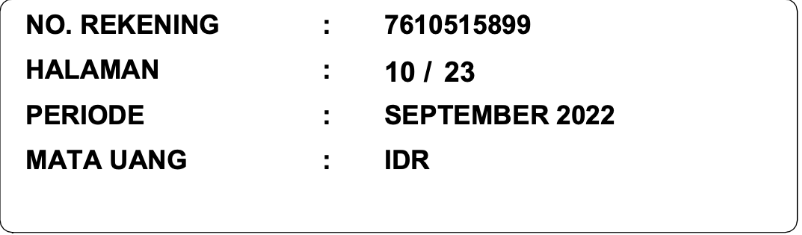 NO. REKENING : 7610515899
HALAMAN : 10 / 23
PERIODE : SEPTEMBER 2022
MATA UANG : IDR